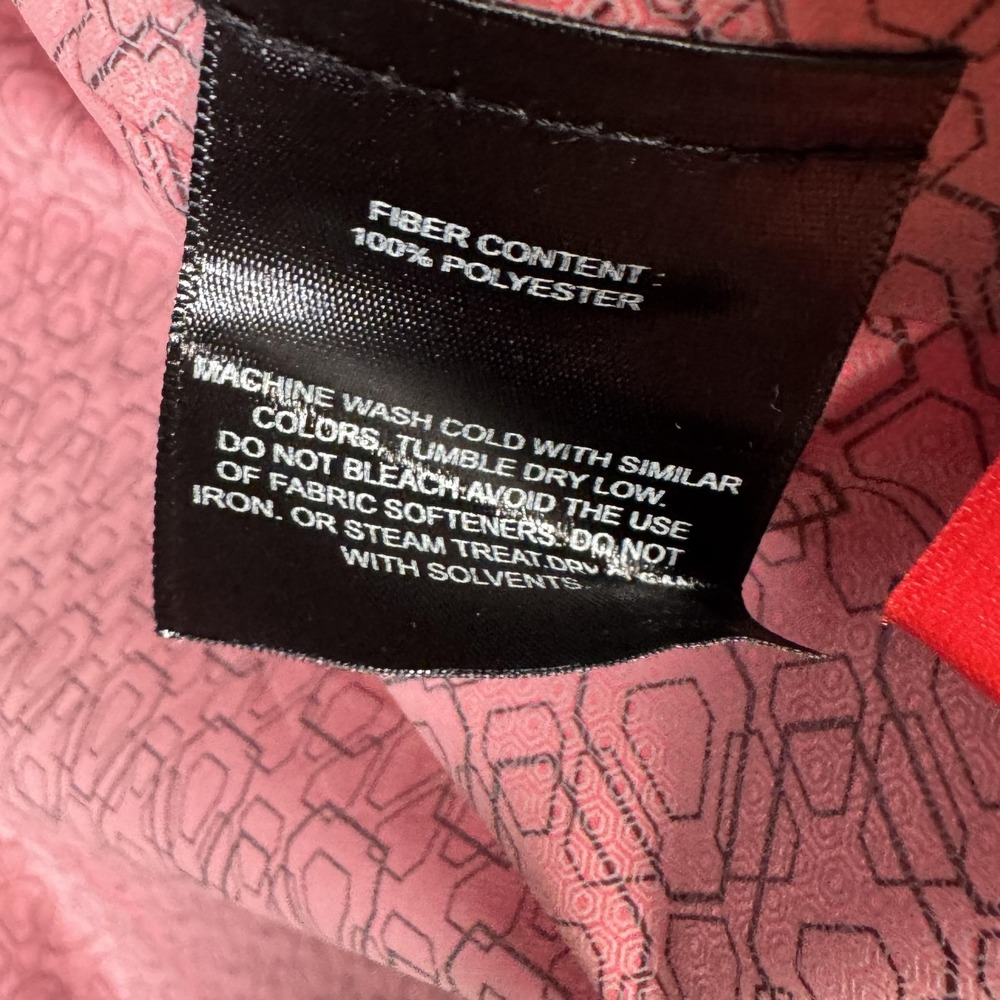 FIBER CONTENT :
100% POLYESTER
MACHINE WASH COLD WITH SIMILAR
COLORS, TUMBLE DRY LOW.
DO NOT BLEACH.AVOID THE USE
OF FABRIC SOFTENERS. DO NOT
IRON. OR STEAM TREAT.DRY
WITH SOLVENTS.